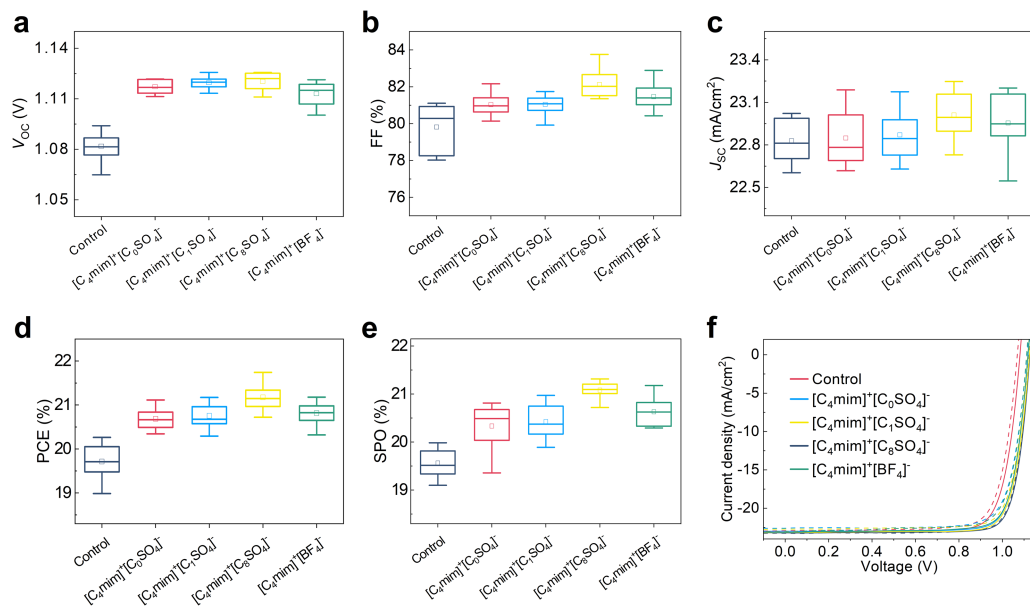 a
1.14
1.11
1.08
1.05
V_OC (V)
Control
[C₄mim]⁺[C₀SO₄]⁻
[C₄mim]⁺[C₁SO₄]⁻
[C₄mim]⁺[C₈SO₄]⁻
[C₄mim]⁺[BF₄]⁻
b
84
82
80
78
76
FF (%)
Control
[C₄mim]⁺[C₀SO₄]⁻
[C₄mim]⁺[C₁SO₄]⁻
[C₄mim]⁺[C₈SO₄]⁻
[C₄mim]⁺[BF₄]⁻
c
23.4
23.1
22.8
22.5
J_SC (mA/cm²)
Control
[C₄mim]⁺[C₀SO₄]⁻
[C₄mim]⁺[C₁SO₄]⁻
[C₄mim]⁺[C₈SO₄]⁻
[C₄mim]⁺[BF₄]⁻
d
22
21
20
19
PCE (%)
Control
[C₄mim]⁺[C₀SO₄]⁻
[C₄mim]⁺[C₁SO₄]⁻
[C₄mim]⁺[C₈SO₄]⁻
[C₄mim]⁺[BF₄]⁻
e
22
21
20
19
SPO (%)
Control
[C₄mim]⁺[C₀SO₄]⁻
[C₄mim]⁺[C₁SO₄]⁻
[C₄mim]⁺[C₈SO₄]⁻
[C₄mim]⁺[BF₄]⁻
f
0
-5
-10
-15
-20
Current density (mA/cm²)
Control
[C₄mim]⁺[C₀SO₄]⁻
[C₄mim]⁺[C₁SO₄]⁻
[C₄mim]⁺[C₈SO₄]⁻
[C₄mim]⁺[BF₄]⁻
0.0 0.2 0.4 0.6 0.8 1.0
Voltage (V)